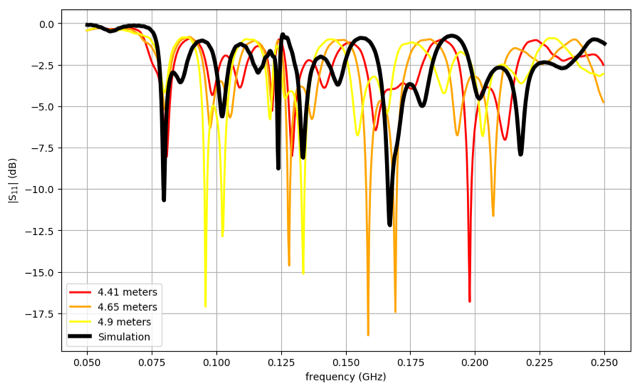 |S₁₁| (dB)
0.0
−2.5
−5.0
−7.5
−10.0
−12.5
−15.0
−17.5
4.41 meters
4.65 meters
4.9 meters
Simulation
0.050 0.075 0.100 0.125 0.150 0.175 0.200 0.225 0.250
frequency (GHz)